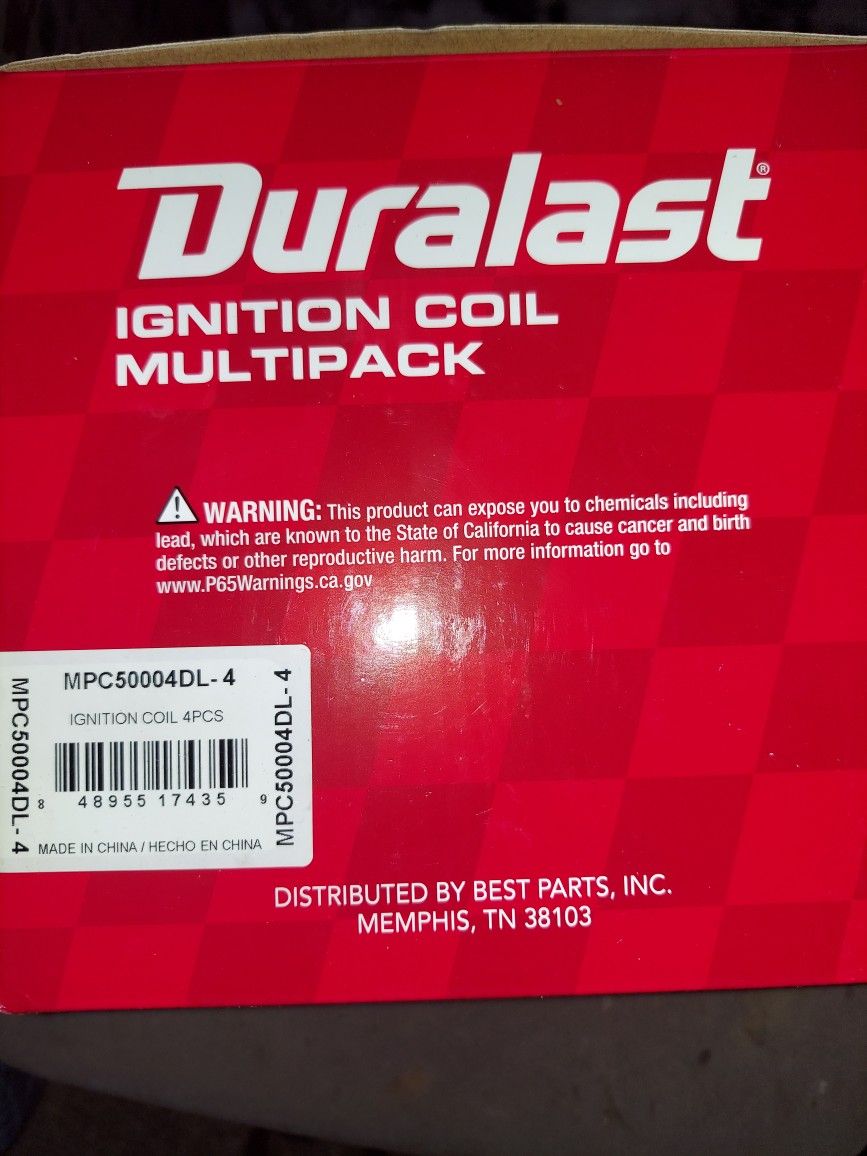 Duralast®
IGNITION COIL
MULTIPACK
WARNING: This product can expose you to chemicals including
lead, which are known to the State of California to cause cancer and birth
defects or other reproductive harm. For more information go to
www.P65Warnings.ca.gov
MPC50004DL-4
MPC50004DL-4
IGNITION COIL 4PCS
8 48955 17435 9
MADE IN CHINA / HECHO EN CHINA
MPC50004DL-4
DISTRIBUTED BY BEST PARTS, INC.
MEMPHIS, TN 38103